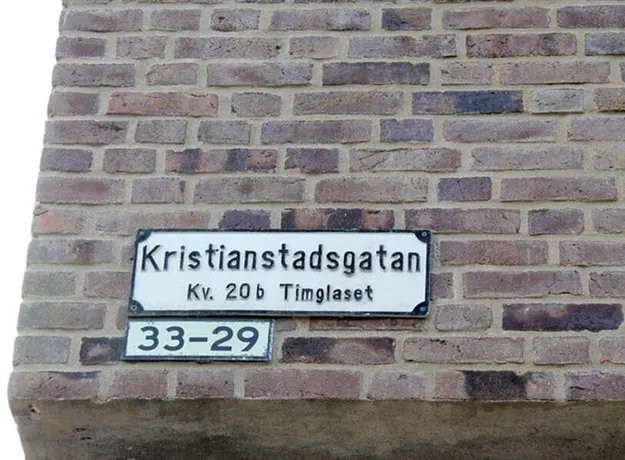 Kristianstadsgatan
Kv. 20b Timglaset
33-29